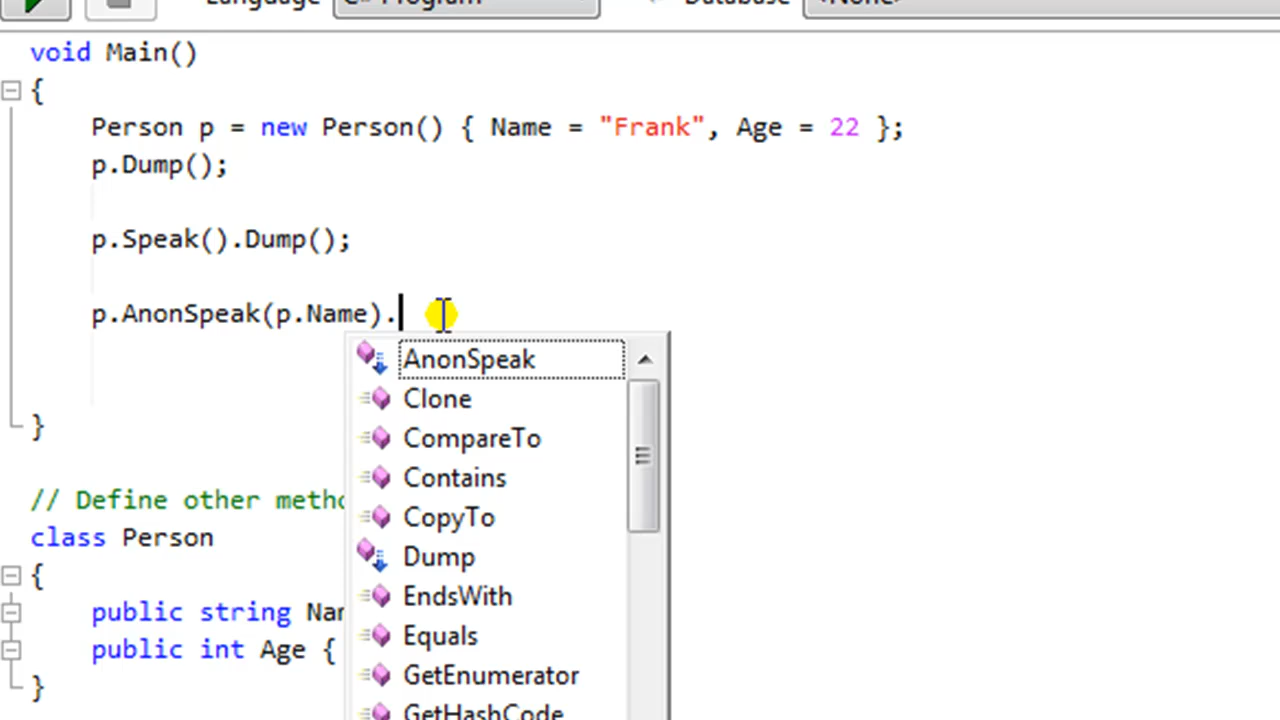 Language C# Program Database <None>
void Main()
{
Person p = new Person() { Name = "Frank", Age = 22 };
p.Dump();
p.Speak().Dump();
p.AnonSpeak(p.Name).
AnonSpeak
Clone
CompareTo
Contains
CopyTo
Dump
EndsWith
Equals
GetEnumerator
GetHashCode
}
// Define other metho
class Person
{
public string Nam
public int Age {
}